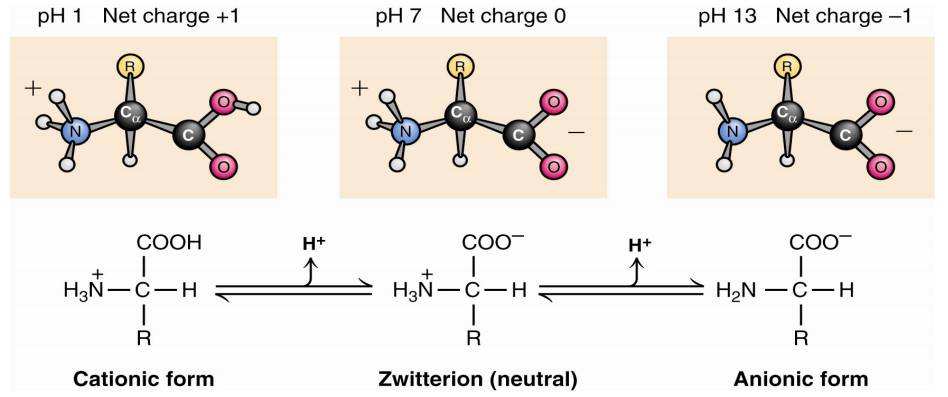 pH 1 Net charge +1
pH 7 Net charge 0
pH 13 Net charge –1
+ R Cα N C O O
+ R Cα N C O O –
R Cα N C O O –
COOH
H₃N⁺ — C — H
R
H⁺
COO⁻
H₃N⁺ — C — H
R
H⁺
COO⁻
H₂N — C — H
R
Cationic form
Zwitterion (neutral)
Anionic form